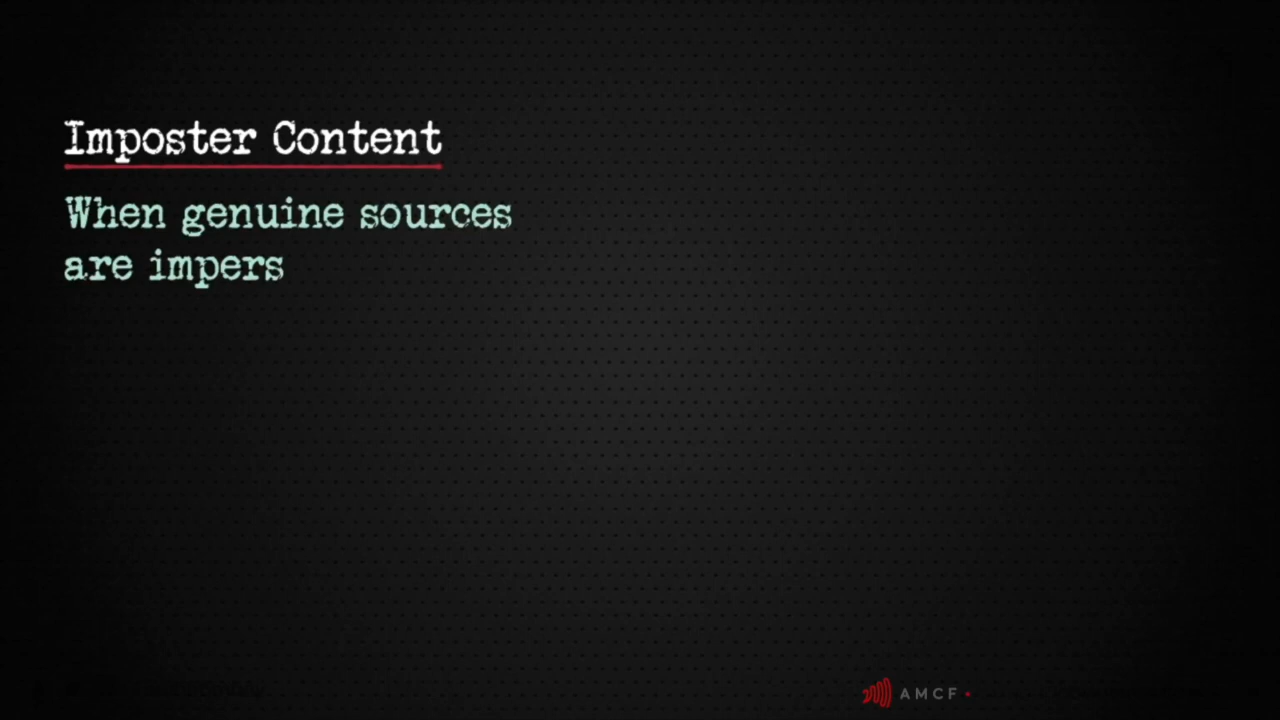 Imposter Content
When genuine sources
are impers
AMCF